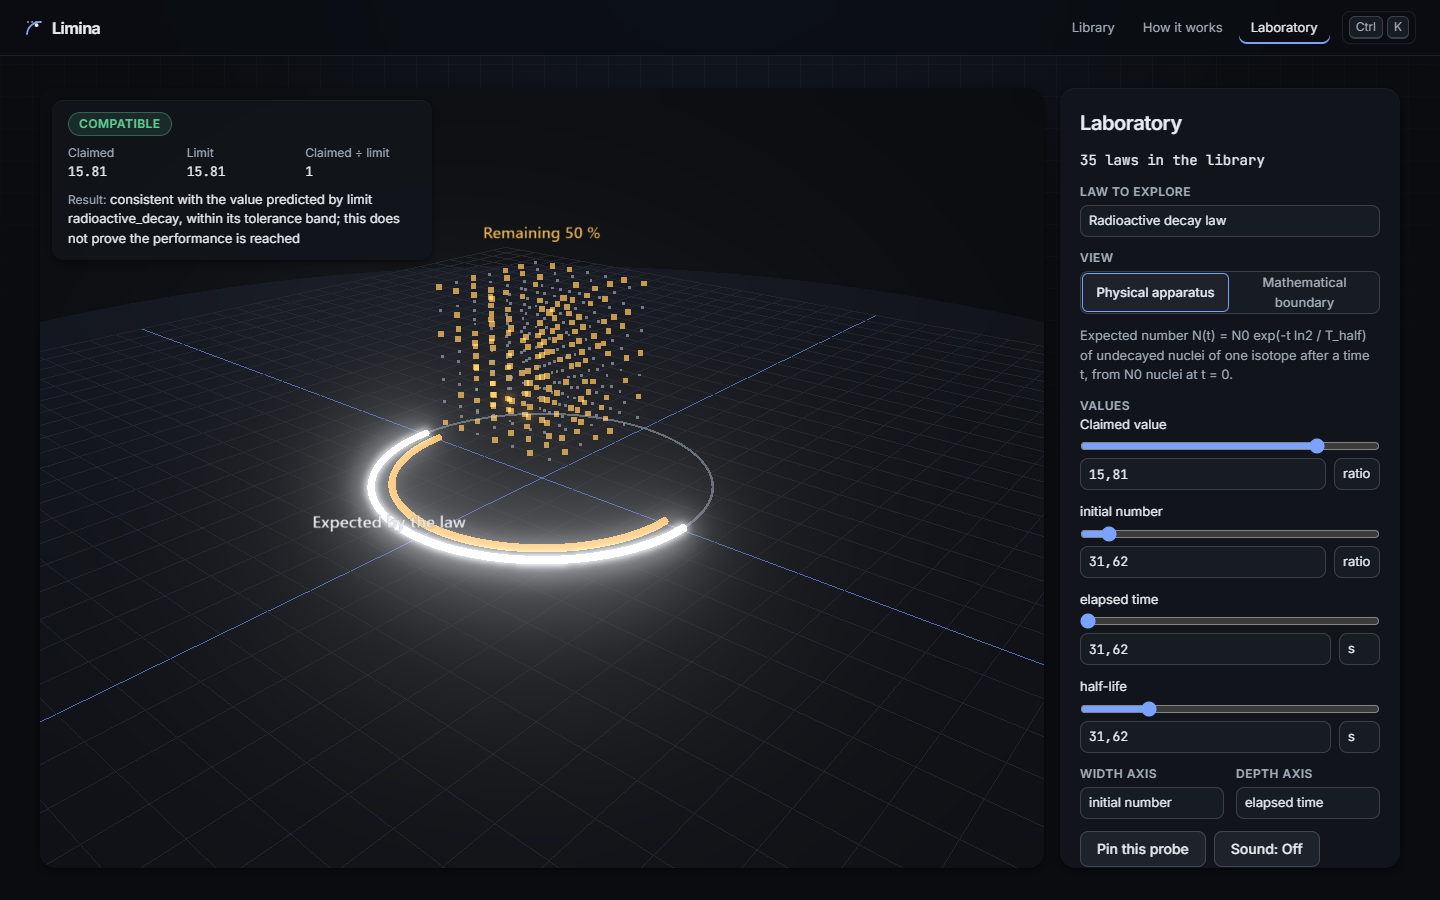 Limina
Library
How it works
Laboratory
Ctrl
K
COMPATIBLE
Claimed
Limit
Claimed ÷ limit
15.81
15.81
1
Result: consistent with the value predicted by limit
radioactive_decay, within its tolerance band; this does
not prove the performance is reached
Remaining 50 %
Expected by the law
Laboratory
35 laws in the library
LAW TO EXPLORE
Radioactive decay law
VIEW
Physical apparatus
Mathematical
boundary
Expected number N(t) = N0 exp(-t ln2 / T_half)
of undecayed nuclei of one isotope after a time
t, from N0 nuclei at t = 0.
VALUES
Claimed value
15,81
ratio
initial number
31,62
ratio
elapsed time
31,62
s
half-life
31,62
s
WIDTH AXIS
DEPTH AXIS
initial number
elapsed time
Pin this probe
Sound: Off